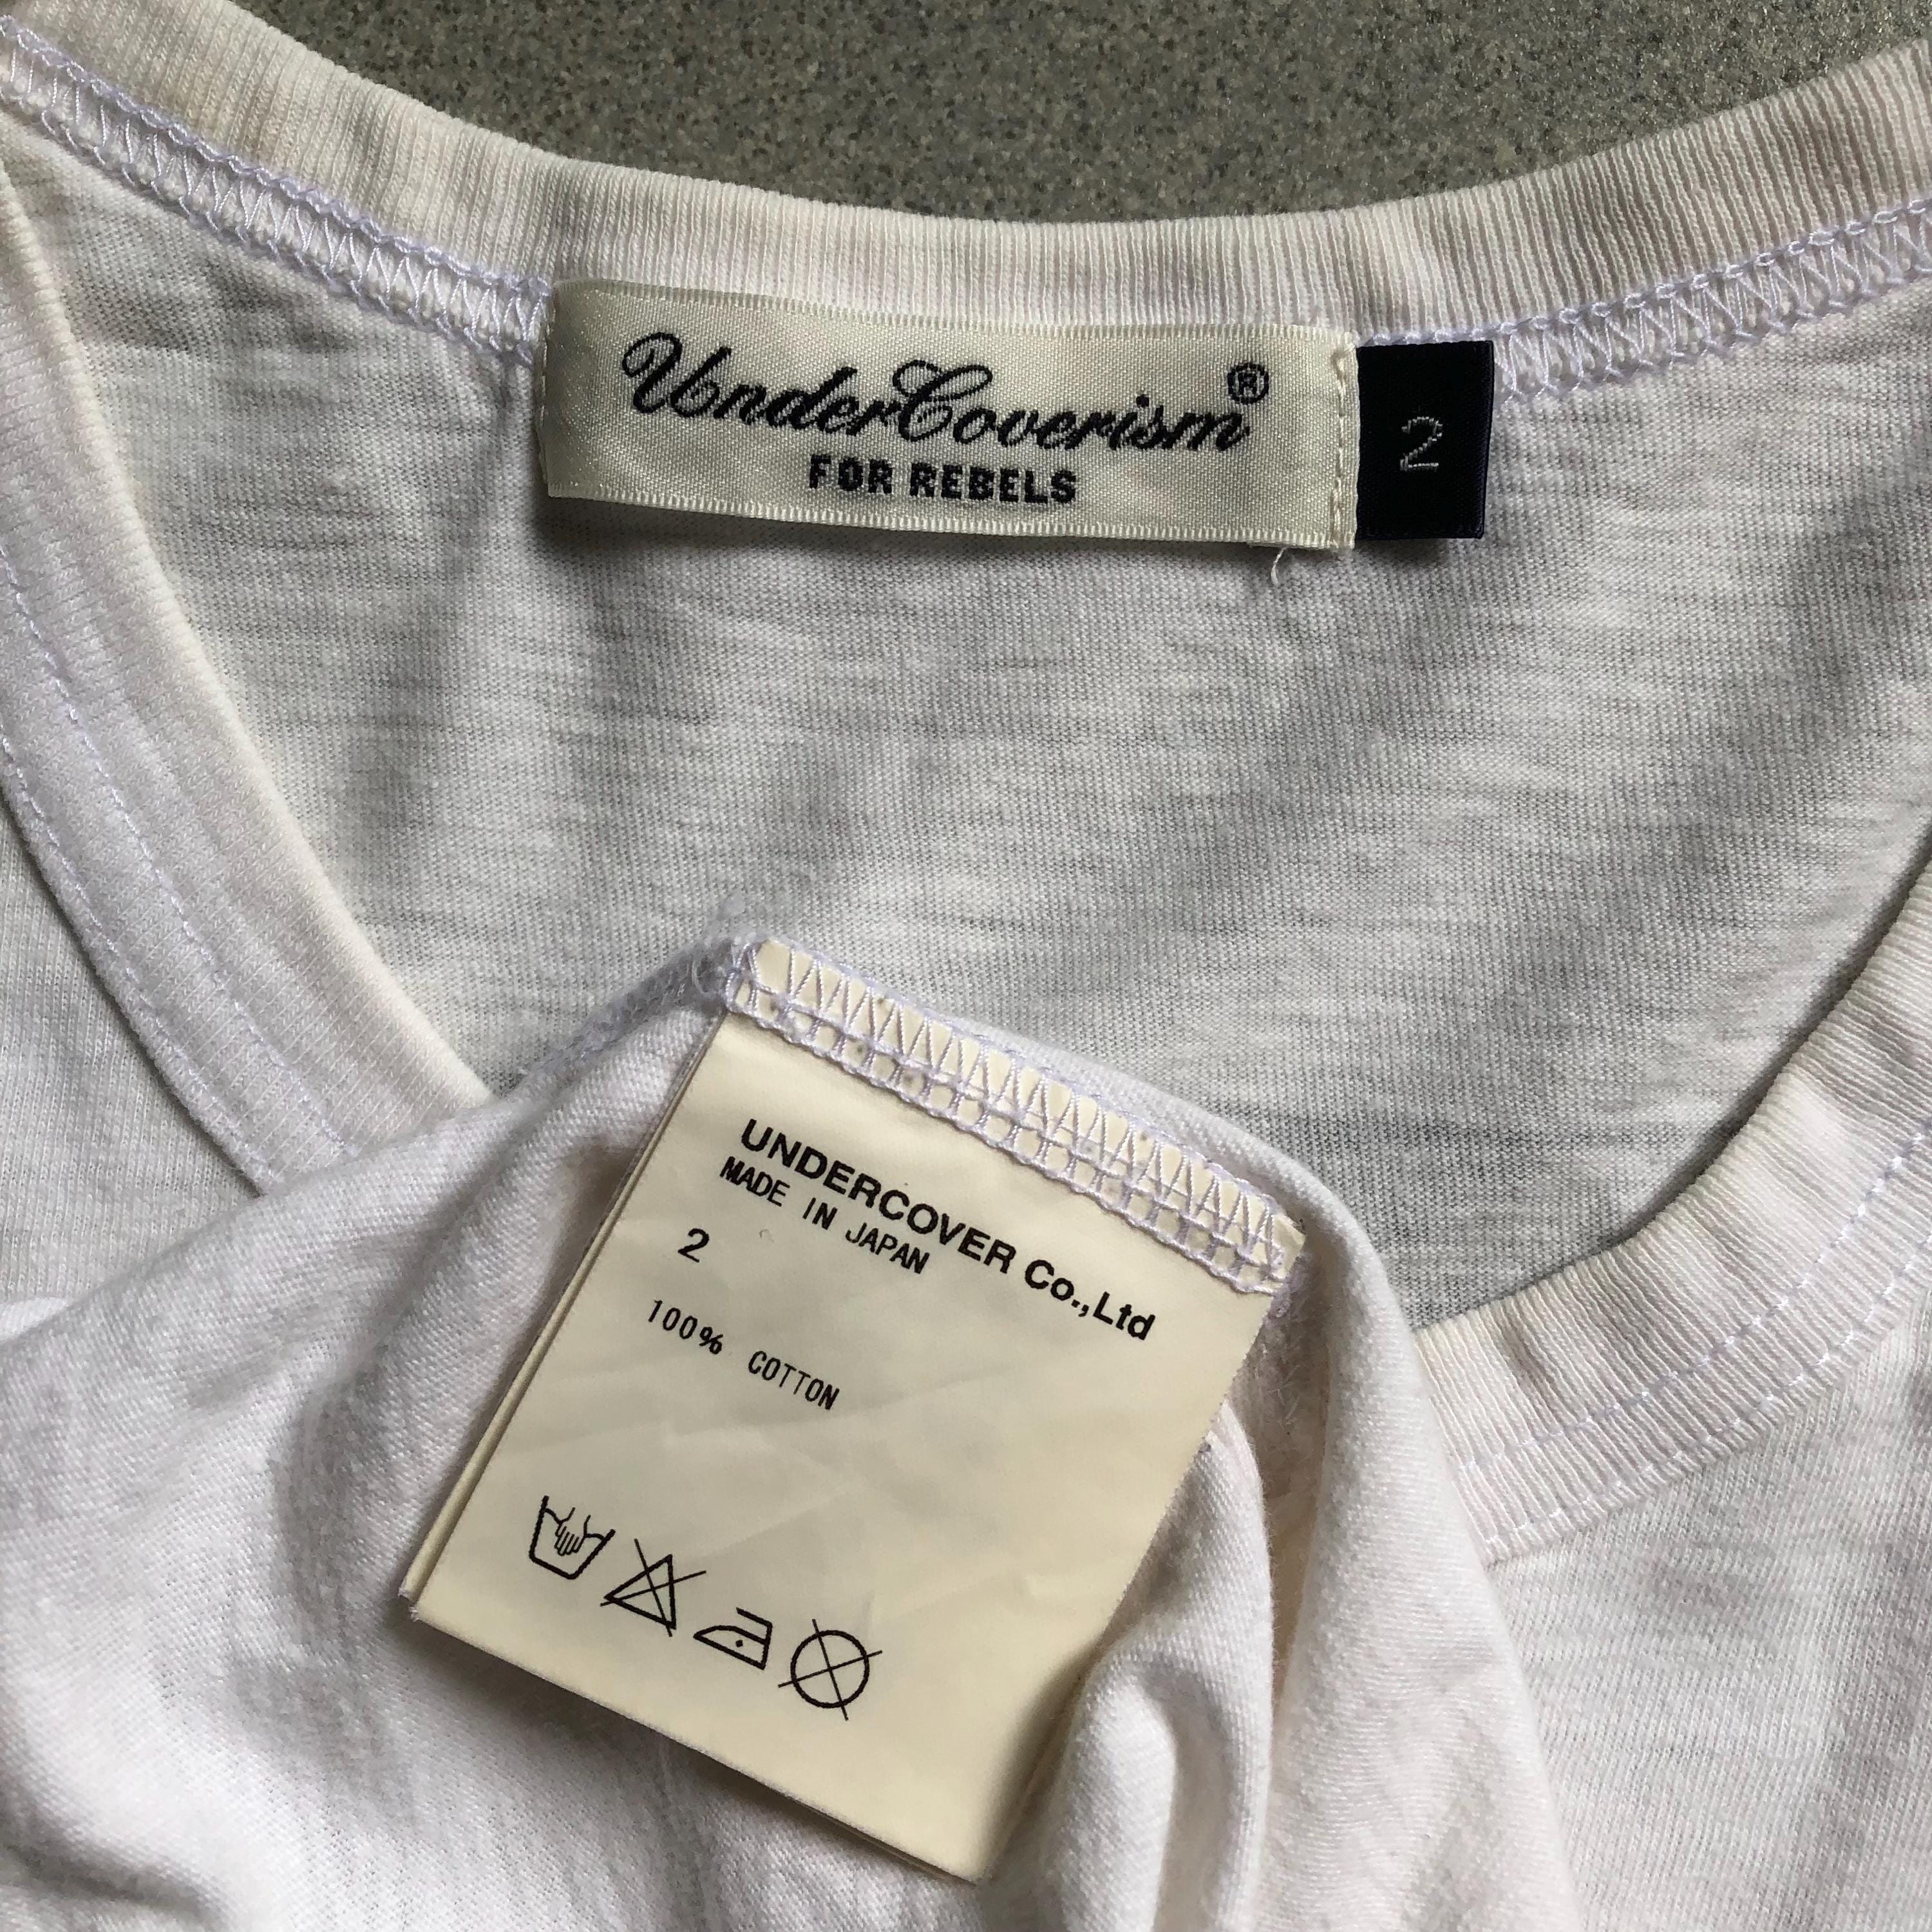 UnderCoverism®
FOR REBELS
2
UNDERCOVER Co.,Ltd
MADE IN JAPAN
2
100% COTTON